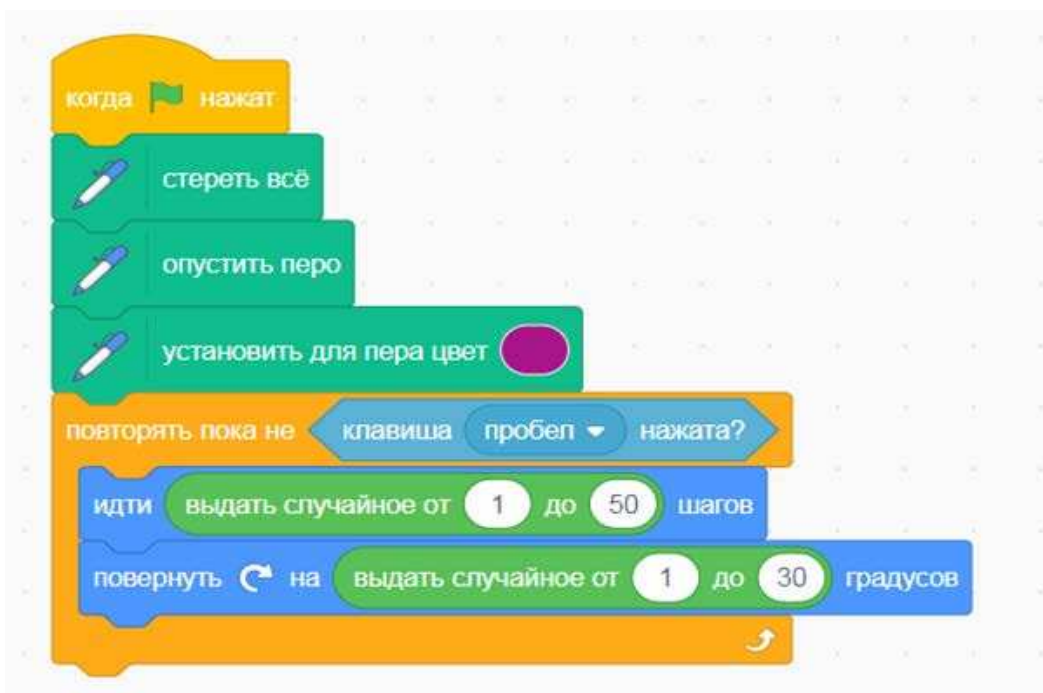 когда нажат
стереть всё
опустить перо
установить для пера цвет
повторять пока не клавиша пробел нажата?
идти выдать случайное от 1 до 50 шагов
повернуть на выдать случайное от 1 до 30 градусов